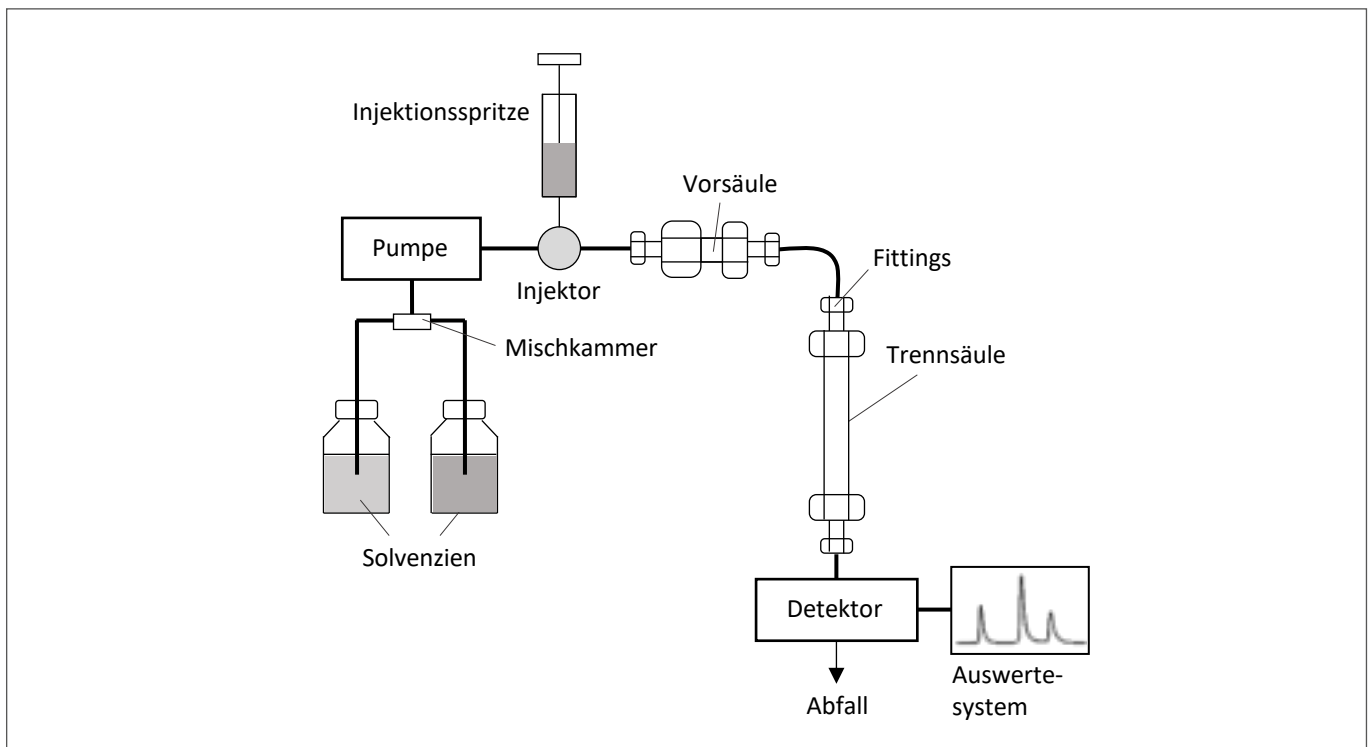 Injektionsspritze
Vorsäule
Pumpe
Fittings
Injektor
Mischkammer
Trennsäule
Solvenzien
Detektor
Auswerte-
system
Abfall